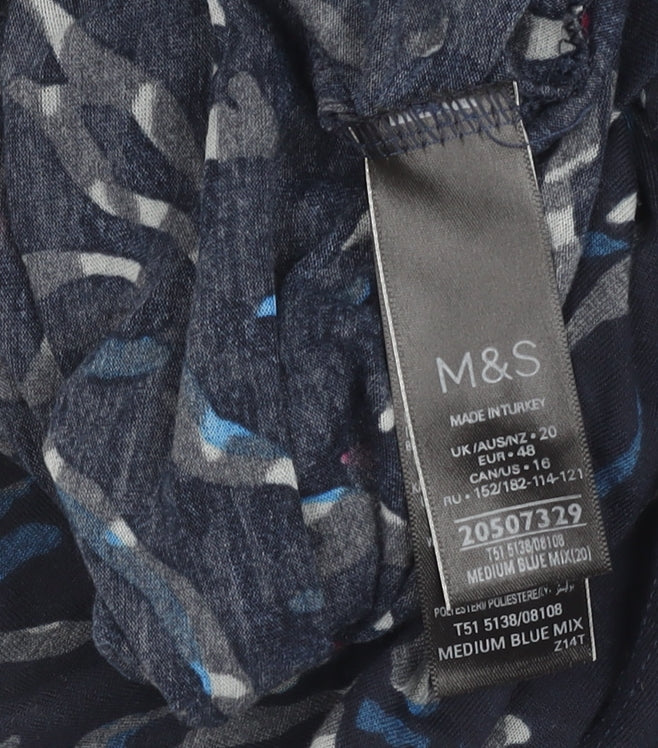 M&S
MADE IN TURKEY
UK/AUS/NZ • 20
EUR • 48
CAN/US • 16
RU • 152/182-114-121
20507329
T51 5138/08108
MEDIUM BLUE MIX(20)
T51 5138/08108
MEDIUM BLUE MIX
Z14T